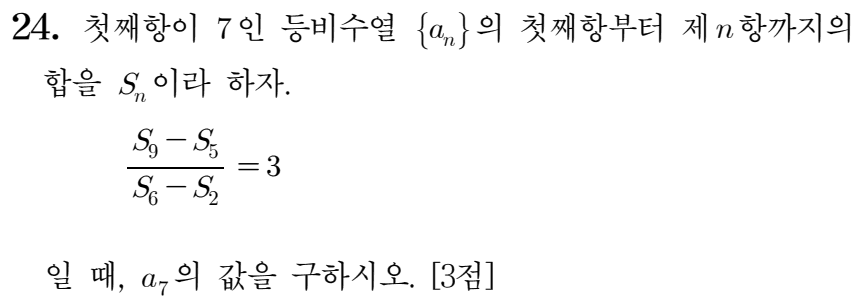 24. 첫째항이 7인 등비수열 {aₙ}의 첫째항부터 제n항까지의
합을 Sₙ이라 하자.
(S₉ − S₅)/(S₆ − S₂) = 3
일 때, a₇의 값을 구하시오. [3점]